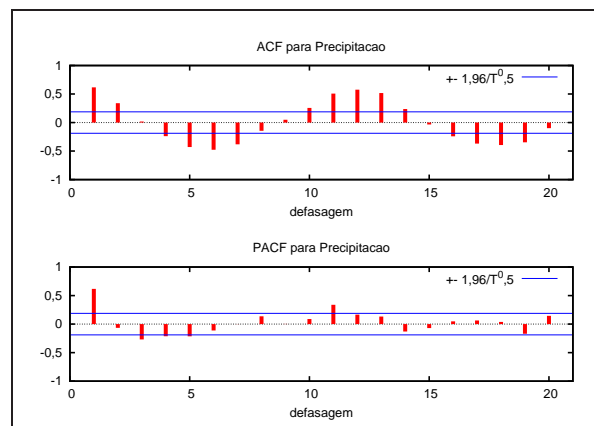 ACF para Precipitacao
1
0,5
0
-0,5
-1
+- 1,96/T^0,5
0 5 10 15 20
defasagem
PACF para Precipitacao
1
0,5
0
-0,5
-1
+- 1,96/T^0,5
0 5 10 15 20
defasagem